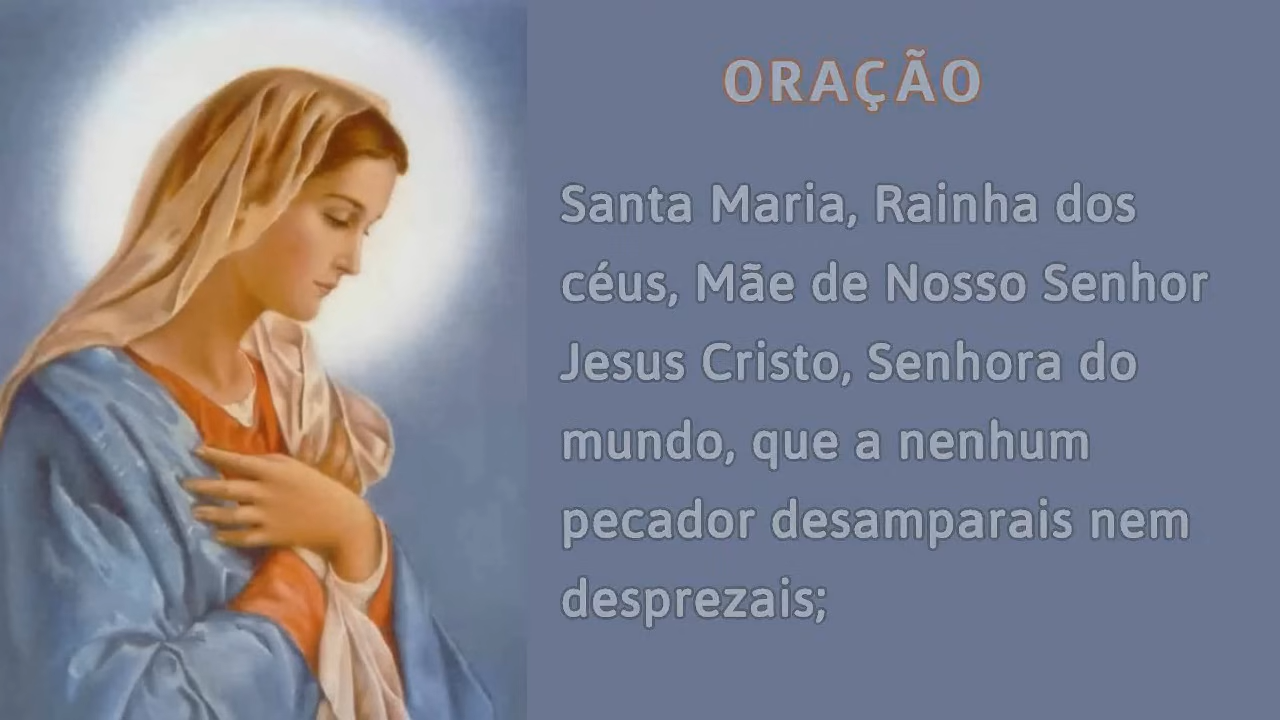 ORAÇÃO
Santa Maria, Rainha dos
céus, Mãe de Nosso Senhor
Jesus Cristo, Senhora do
mundo, que a nenhum
pecador desamparais nem
desprezais;